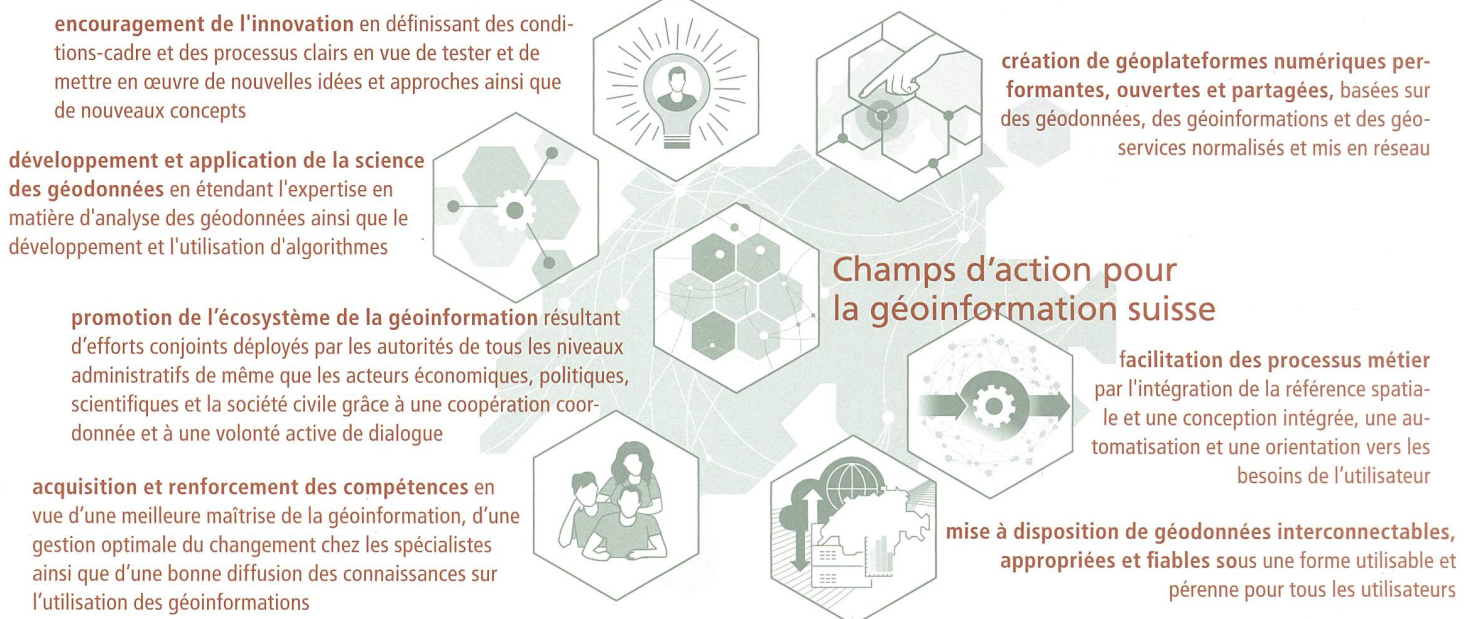 encouragement de l'innovation en définissant des condi-
tions-cadre et des processus clairs en vue de tester et de
mettre en œuvre de nouvelles idées et approches ainsi que
de nouveaux concepts
création de géoplateformes numériques per-
formantes, ouvertes et partagées, basées sur
des géodonnées, des géoinformations et des géo-
services normalisés et mis en réseau
développement et application de la science
des géodonnées en étendant l'expertise en
matière d'analyse des géodonnées ainsi que le
développement et l'utilisation d'algorithmes
Champs d'action pour
la géoinformation suisse
promotion de l'écosystème de la géoinformation résultant
d'efforts conjoints déployés par les autorités de tous les niveaux
administratifs de même que les acteurs économiques, politiques,
scientifiques et la société civile grâce à une coopération coor-
donnée et à une volonté active de dialogue
facilitation des processus métier
par l'intégration de la référence spatia-
le et une conception intégrée, une au-
tomatisation et une orientation vers les
besoins de l'utilisateur
acquisition et renforcement des compétences en
vue d'une meilleure maîtrise de la géoinformation, d'une
gestion optimale du changement chez les spécialistes
ainsi que d'une bonne diffusion des connaissances sur
l'utilisation des géoinformations
mise à disposition de géodonnées interconnectables,
appropriées et fiables sous une forme utilisable et
pérenne pour tous les utilisateurs